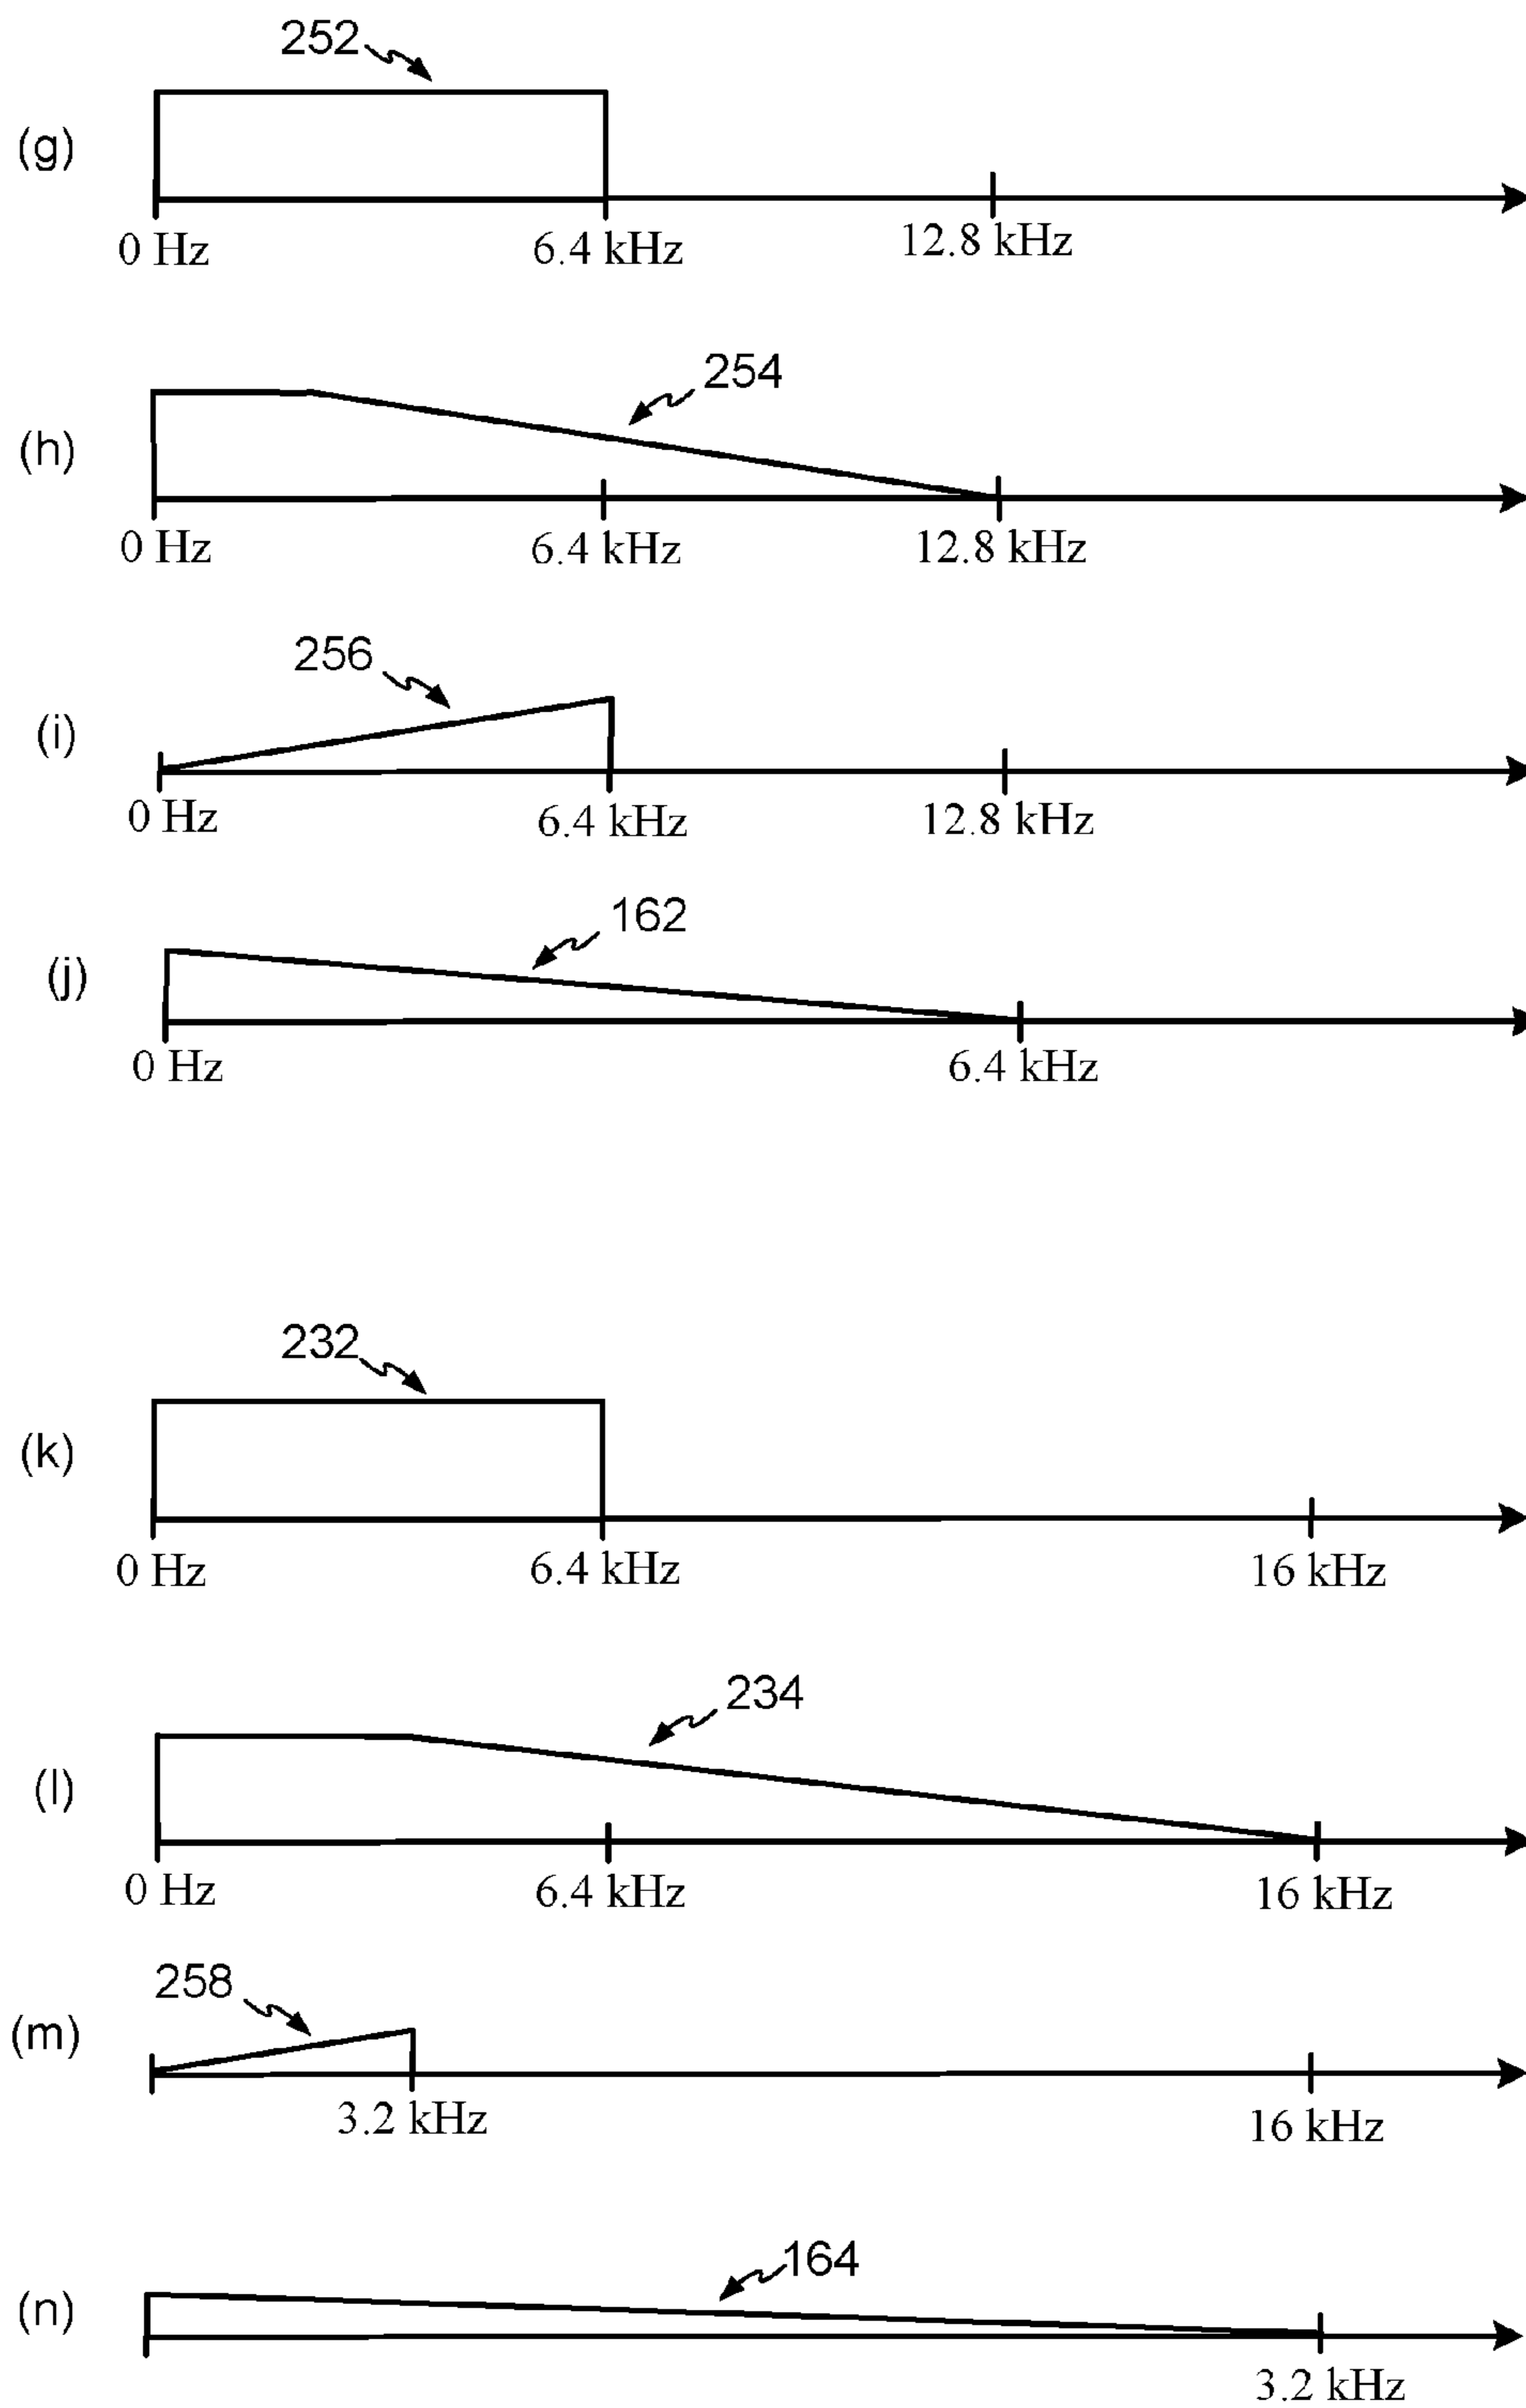 252
(g)
0 Hz 6.4 kHz 12.8 kHz
254
(h)
0 Hz 6.4 kHz 12.8 kHz
256
(i)
0 Hz 6.4 kHz 12.8 kHz
162
(j)
0 Hz 6.4 kHz
232
(k)
0 Hz 6.4 kHz 16 kHz
234
(l)
0 Hz 6.4 kHz 16 kHz
258
(m)
3.2 kHz 16 kHz
164
(n)
3.2 kHz